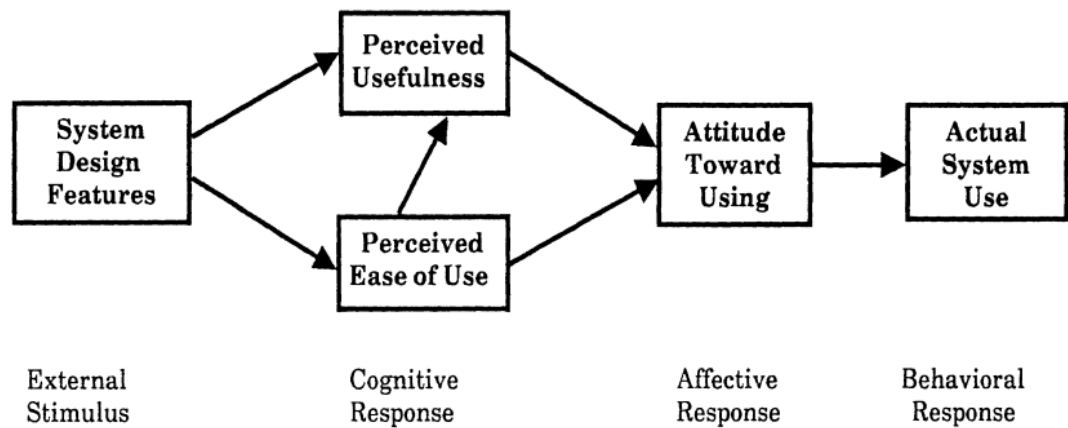 System
Design
Features
Perceived
Usefulness
Perceived
Ease of Use
Attitude
Toward
Using
Actual
System
Use
External
Stimulus
Cognitive
Response
Affective
Response
Behavioral
Response